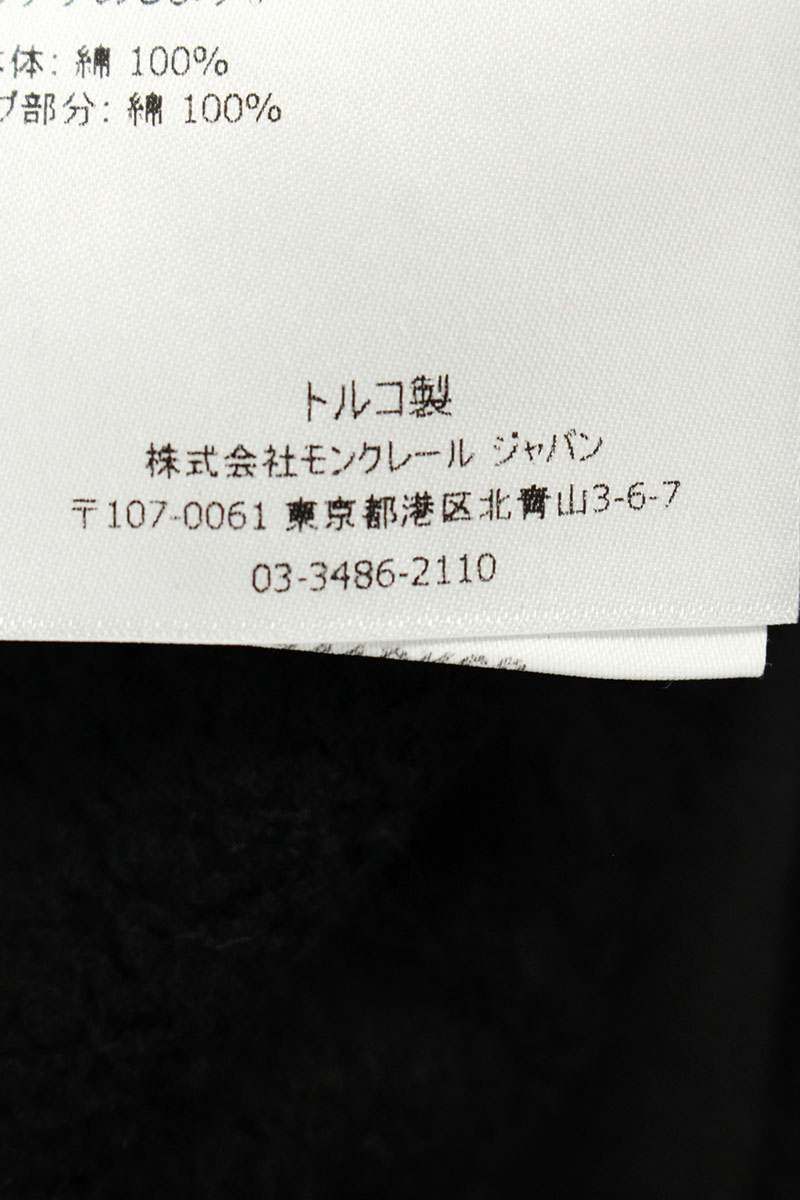 体: 綿 100%
ブ部分: 綿 100%
トルコ製
株式会社モンクレール ジャパン
〒107-0061 東京都港区北青山3-6-7
03-3486-2110